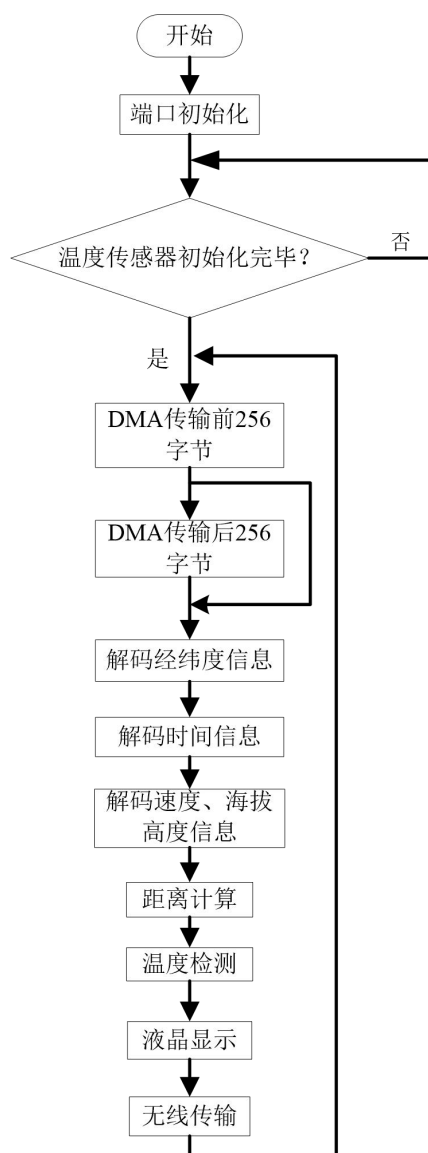 开始
端口初始化
温度传感器初始化完毕?
否
是
DMA传输前256
字节
DMA传输后256
字节
解码经纬度信息
解码时间信息
解码速度、海拔
高度信息
距离计算
温度检测
液晶显示
无线传输